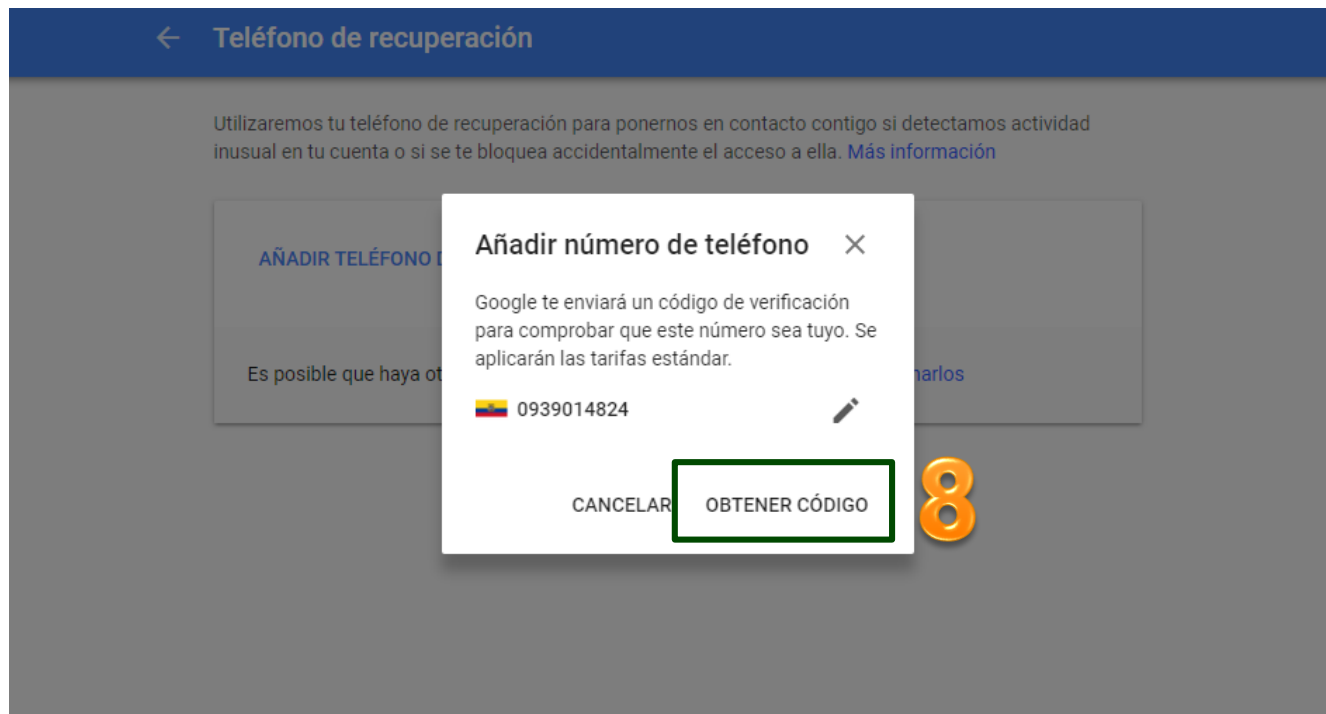 Teléfono de recuperación
Utilizaremos tu teléfono de recuperación para ponernos en contacto contigo si detectamos actividad
inusual en tu cuenta o si se te bloquea accidentalmente el acceso a ella. Más información
AÑADIR TELÉFONO
Añadir número de teléfono
Google te enviará un código de verificación
para comprobar que este número sea tuyo. Se
aplicarán las tarifas estándar.
Es posible que haya
0939014824
CANCELAR OBTENER CÓDIGO
8